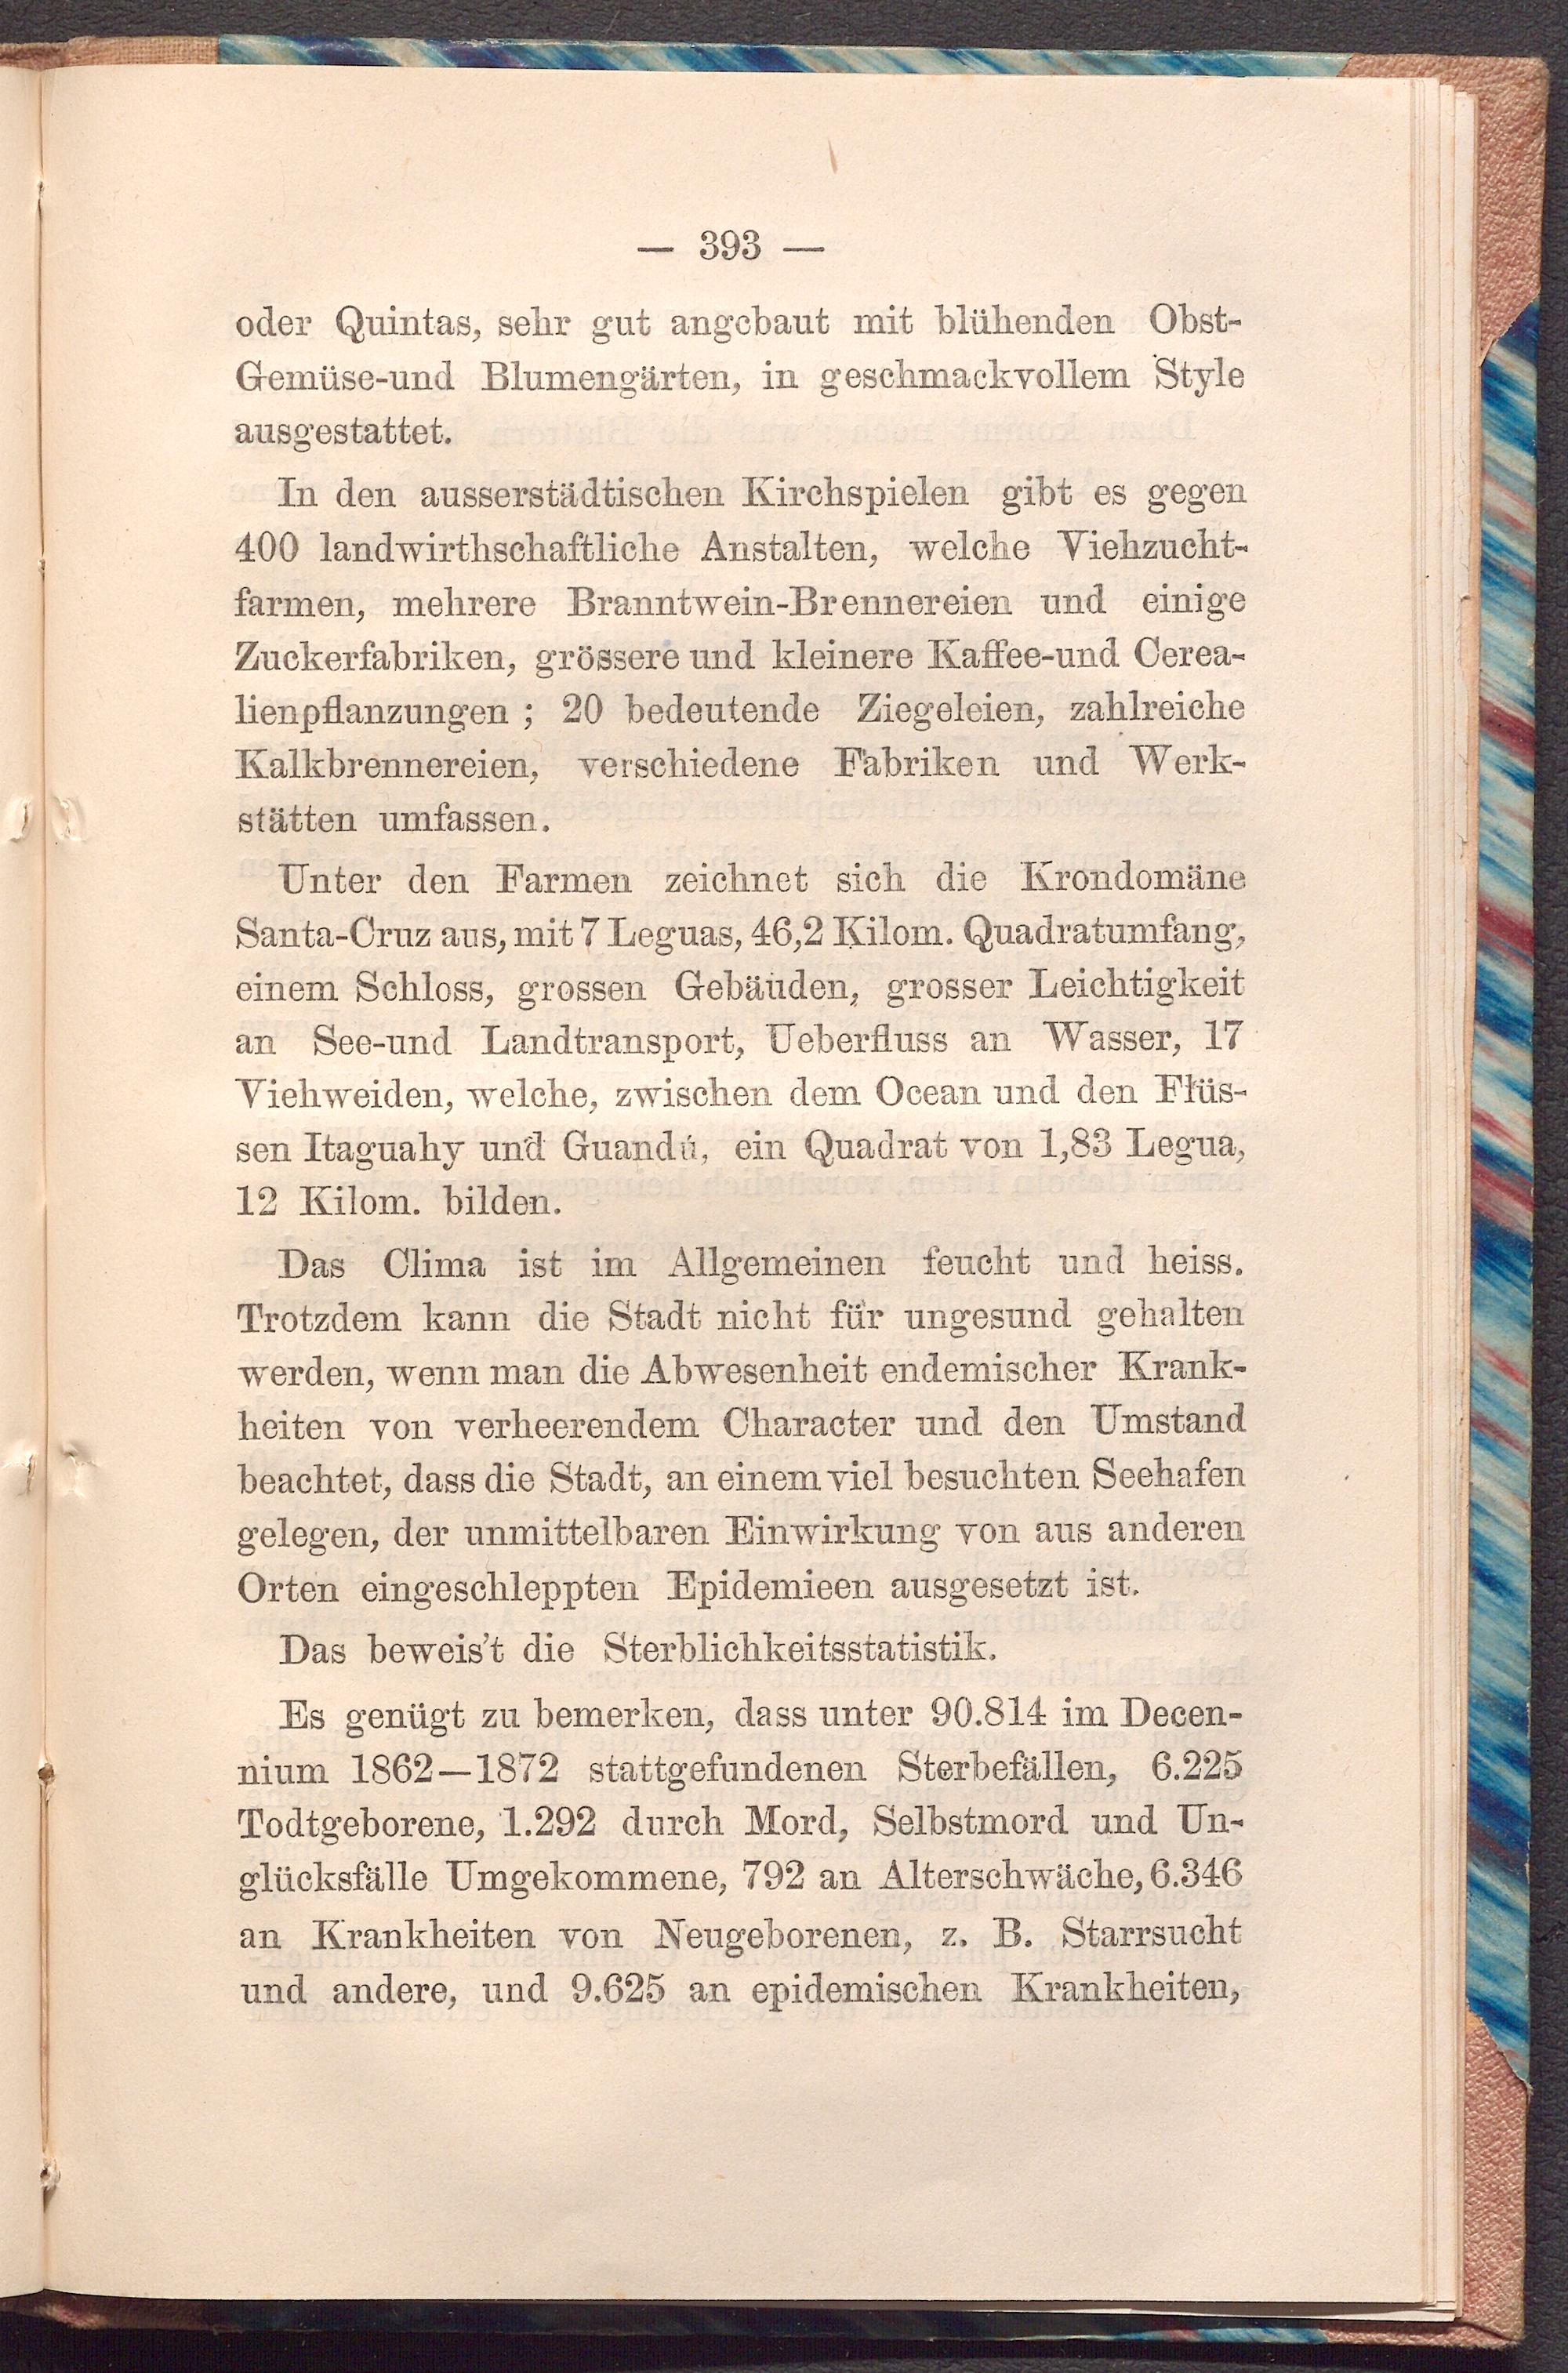 — 393 —
oder Quintas, sehr gut angebaut mit blühenden Obst-
Gemüse-und Blumengärten, in geschmackvollem Style
ausgestattet.
In den ausserstädtischen Kirchspielen gibt es gegen
400 landwirthschaftliche Anstalten, welche Viehzucht-
farmen, mehrere Branntwein-Brennereien und einige
Zuckerfabriken, grössere und kleinere Kaffee-und Cerea-
lienpflanzungen ; 20 bedeutende Ziegeleien, zahlreiche
Kalkbrennereien, verschiedene Fabriken und Werk-
stätten umfassen.
Unter den Farmen zeichnet sich die Krondomäne
Santa-Cruz aus, mit 7 Leguas, 46,2 Kilom. Quadratumfang,
einem Schloss, grossen Gebäuden, grosser Leichtigkeit
an See-und Landtransport, Ueberfluss an Wasser, 17
Viehweiden, welche, zwischen dem Ocean und den Flüs-
sen Itaguahy und Guandú, ein Quadrat von 1,83 Legua,
12 Kilom. bilden.
Das Clima ist im Allgemeinen feucht und heiss.
Trotzdem kann die Stadt nicht für ungesund gehalten
werden, wenn man die Abwesenheit endemischer Krank-
heiten von verheerendem Character und den Umstand
beachtet, dass die Stadt, an einem viel besuchten Seehafen
gelegen, der unmittelbaren Einwirkung von aus anderen
Orten eingeschleppten Epidemieen ausgesetzt ist.
Das beweis't die Sterblichkeitsstatistik.
Es genügt zu bemerken, dass unter 90.814 im Decen-
nium 1862—1872 stattgefundenen Sterbefällen, 6.225
Todtgeborene, 1.292 durch Mord, Selbstmord und Un-
glücksfälle Umgekommene, 792 an Alterschwäche, 6.346
an Krankheiten von Neugeborenen, z. B. Starrsucht
und andere, und 9.625 an epidemischen Krankheiten,